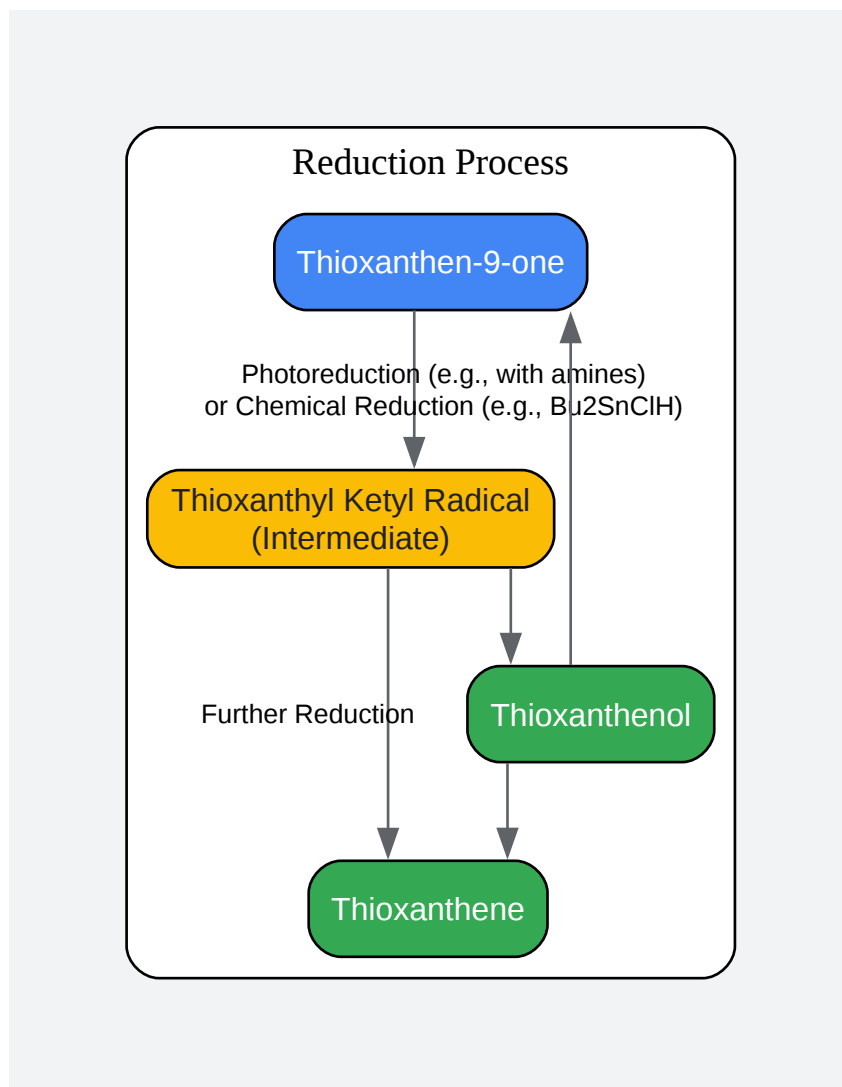 Reduction Process
Thioxanthen-9-one
Photoreduction (e.g., with amines)
or Chemical Reduction (e.g., Bu2SnClH)
Thioxanthyl Ketyl Radical
(Intermediate)
Further Reduction
Thioxanthenol
Thioxanthene